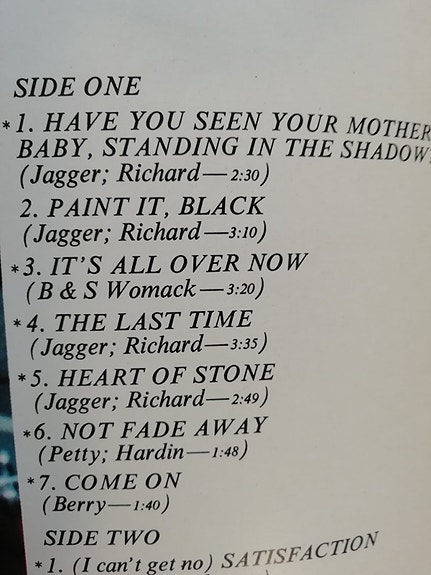 SIDE ONE
*1. HAVE YOU SEEN YOUR MOTHER
BABY, STANDING IN THE SHADOW
(Jagger; Richard—2:30)
2. PAINT IT, BLACK
(Jagger; Richard—3:10)
*3. IT'S ALL OVER NOW
(B & S Womack—3:20)
*4. THE LAST TIME
(Jagger; Richard—3:35)
*5. HEART OF STONE
(Jagger; Richard—2:49)
*6. NOT FADE AWAY
(Petty; Hardin—1:48)
*7. COME ON
(Berry—1:40)
SIDE TWO
*1. (I can't get no) SATISFACTION